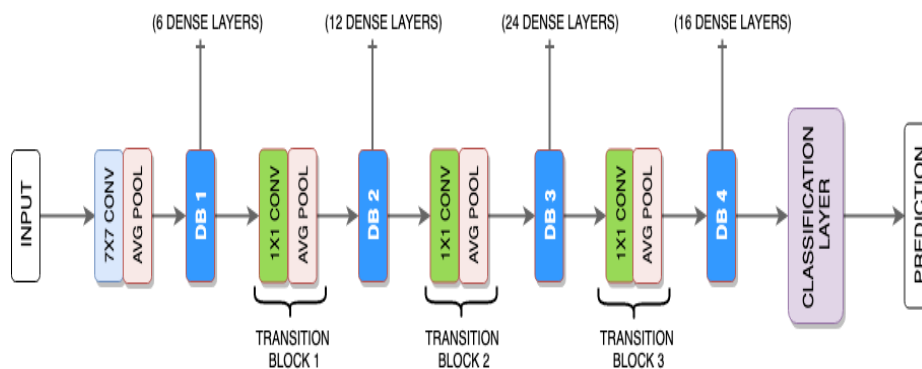 (6 DENSE LAYERS)
(12 DENSE LAYERS)
(24 DENSE LAYERS)
(16 DENSE LAYERS)
INPUT
7X7 CONV
AVG POOL
DB 1
1X1 CONV
AVG POOL
DB 2
1X1 CONV
AVG POOL
DB 3
1X1 CONV
AVG POOL
DB 4
CLASSIFICATION
LAYER
PREDICTION
TRANSITION
BLOCK 1
TRANSITION
BLOCK 2
TRANSITION
BLOCK 3